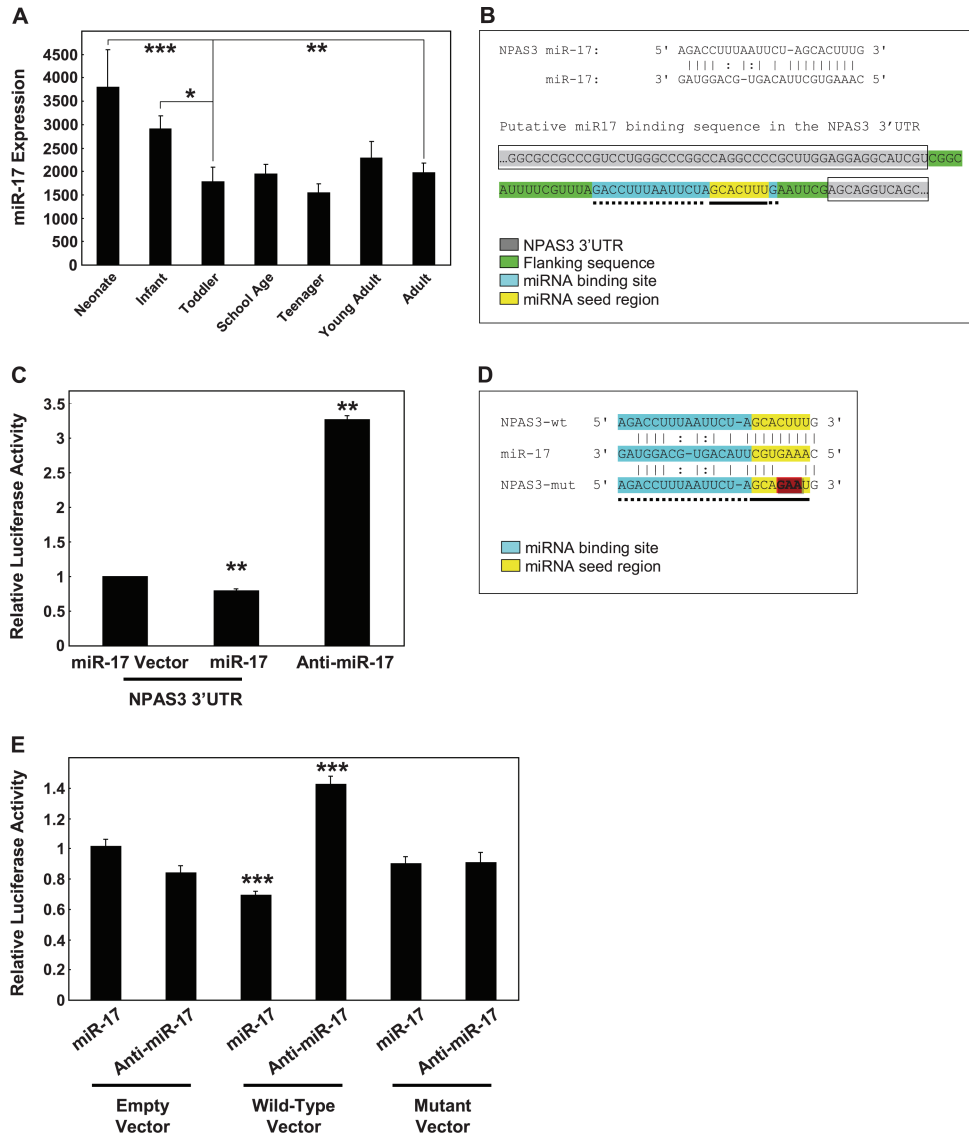 A
miR-17 Expression
4500
4000
3500
3000
2500
2000
1500
1000
500
0
***
**
*
Neonate
Infant
Toddler
School Age
Teenager
Young Adult
Adult
B
NPAS3 miR-17: 5' AGACCUUUAAUUCU-AGCACUUUG 3'
|||| : |:| | |||||||||
miR-17: 3' GAUGGACG-UGACAUUCGUGAAAC 5'
Putative miR17 binding sequence in the NPAS3 3'UTR
…GGCGCCGCCCGUCCUGGGCCCGGCCAGGCCCCGCUUGGAGGAGGCAUCGUCGGC
AUUUUCGUUUAGACCUUUAAUUCUAGCACUUUGAAUUCGAGCAGGUCAGC…
NPAS3 3'UTR
Flanking sequence
miRNA binding site
miRNA seed region
C
Relative Luciferase Activity
3.5
3
2.5
2
1.5
1
0.5
0
**
**
miR-17 Vector miR-17 Anti-miR-17
NPAS3 3'UTR
D
NPAS3-wt 5' AGACCUUUAAUUCU-AGCACUUUG 3'
|||| : |:| | |||||||||
miR-17 3' GAUGGACG-UGACAUUCGUGAAAC 5'
|||| : |:| | |||| ||
NPAS3-mut 5' AGACCUUUAAUUCU-AGCAGAAUG 3'
miRNA binding site
miRNA seed region
E
Relative Luciferase Activity
1.4
1.2
1
0.8
0.6
0.4
0.2
0
***
***
miR-17
Anti-miR-17
miR-17
Anti-miR-17
miR-17
Anti-miR-17
Empty Vector
Wild-Type Vector
Mutant Vector